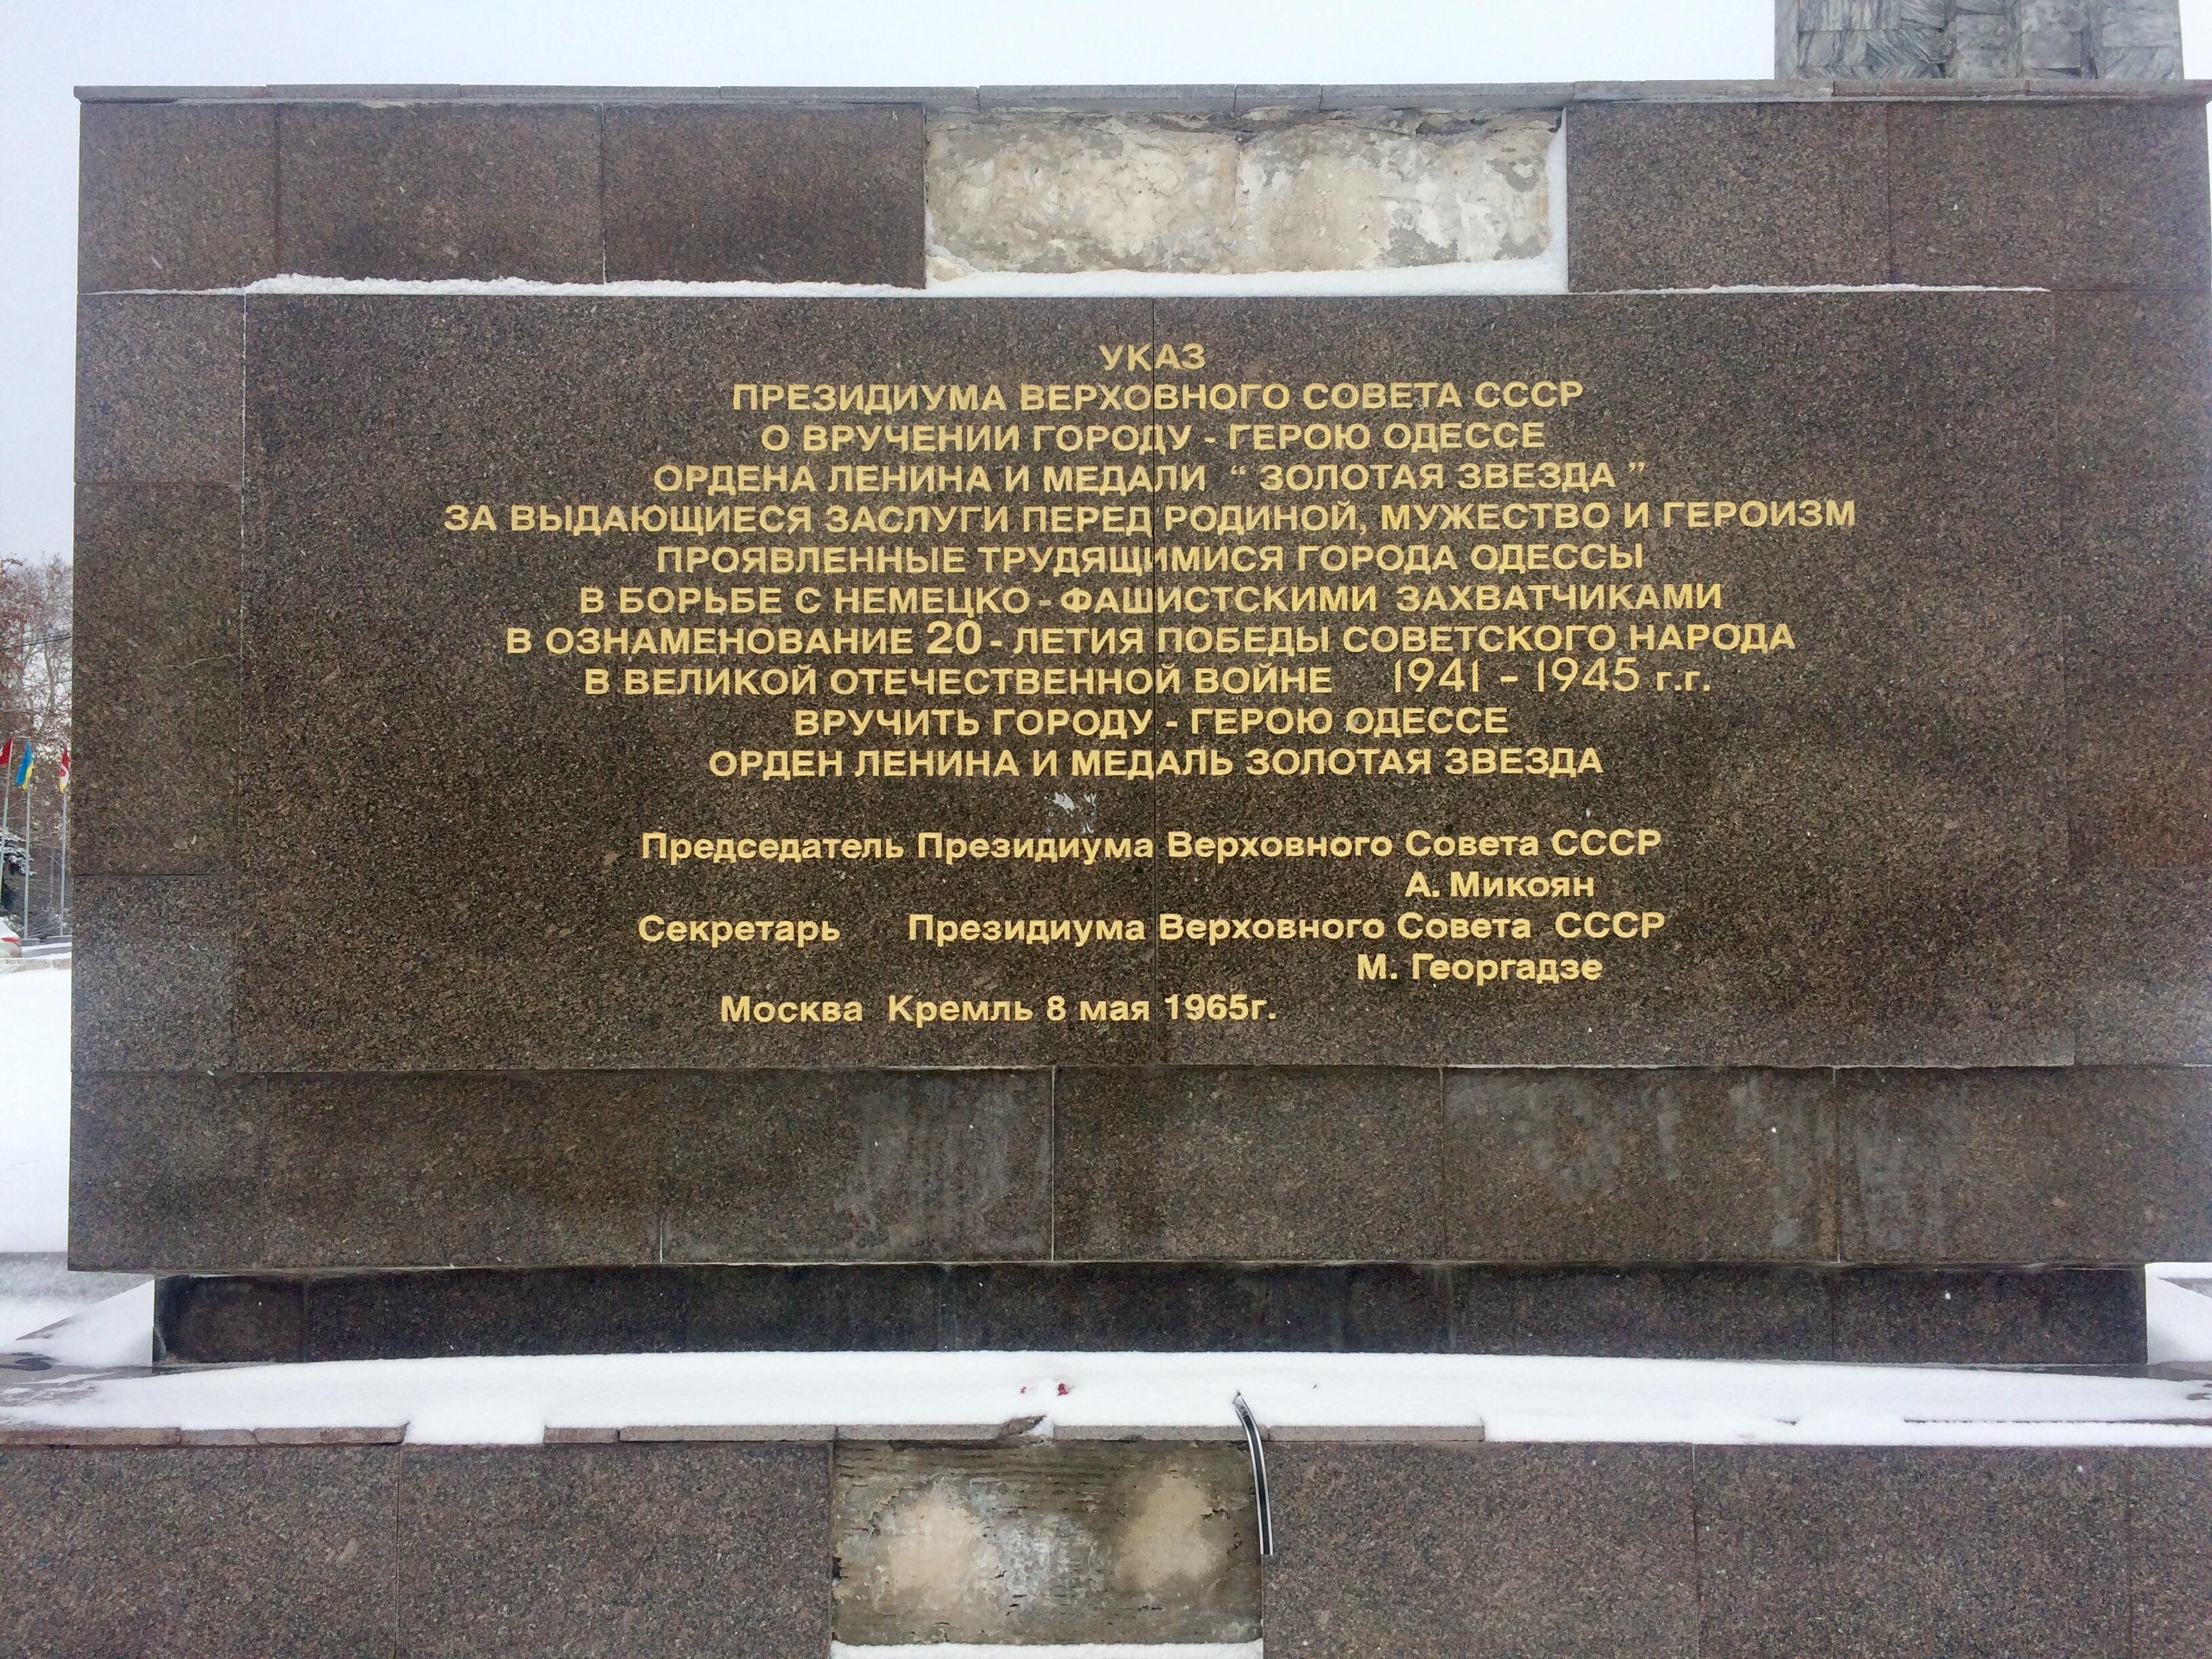 УКАЗ
ПРЕЗИДИУМА ВЕРХОВНОГО СОВЕТА СССР
О ВРУЧЕНИИ ГОРОДУ - ГЕРОЮ ОДЕССЕ
ОРДЕНА ЛЕНИНА И МЕДАЛИ “ ЗОЛОТАЯ ЗВЕЗДА ”
ЗА ВЫДАЮЩИЕСЯ ЗАСЛУГИ ПЕРЕД РОДИНОЙ, МУЖЕСТВО И ГЕРОИЗМ
ПРОЯВЛЕННЫЕ ТРУДЯЩИМИСЯ ГОРОДА ОДЕССЫ
В БОРЬБЕ С НЕМЕЦКО - ФАШИСТСКИМИ ЗАХВАТЧИКАМИ
В ОЗНАМЕНОВАНИЕ 20 - ЛЕТИЯ ПОБЕДЫ СОВЕТСКОГО НАРОДА
В ВЕЛИКОЙ ОТЕЧЕСТВЕННОЙ ВОЙНЕ 1941 - 1945 г.г.
ВРУЧИТЬ ГОРОДУ - ГЕРОЮ ОДЕССЕ
ОРДЕН ЛЕНИНА И МЕДАЛЬ ЗОЛОТАЯ ЗВЕЗДА
Председатель Президиума Верховного Совета СССР
А. Микоян
Секретарь Президиума Верховного Совета СССР
М. Георгадзе
Москва Кремль 8 мая 1965г.